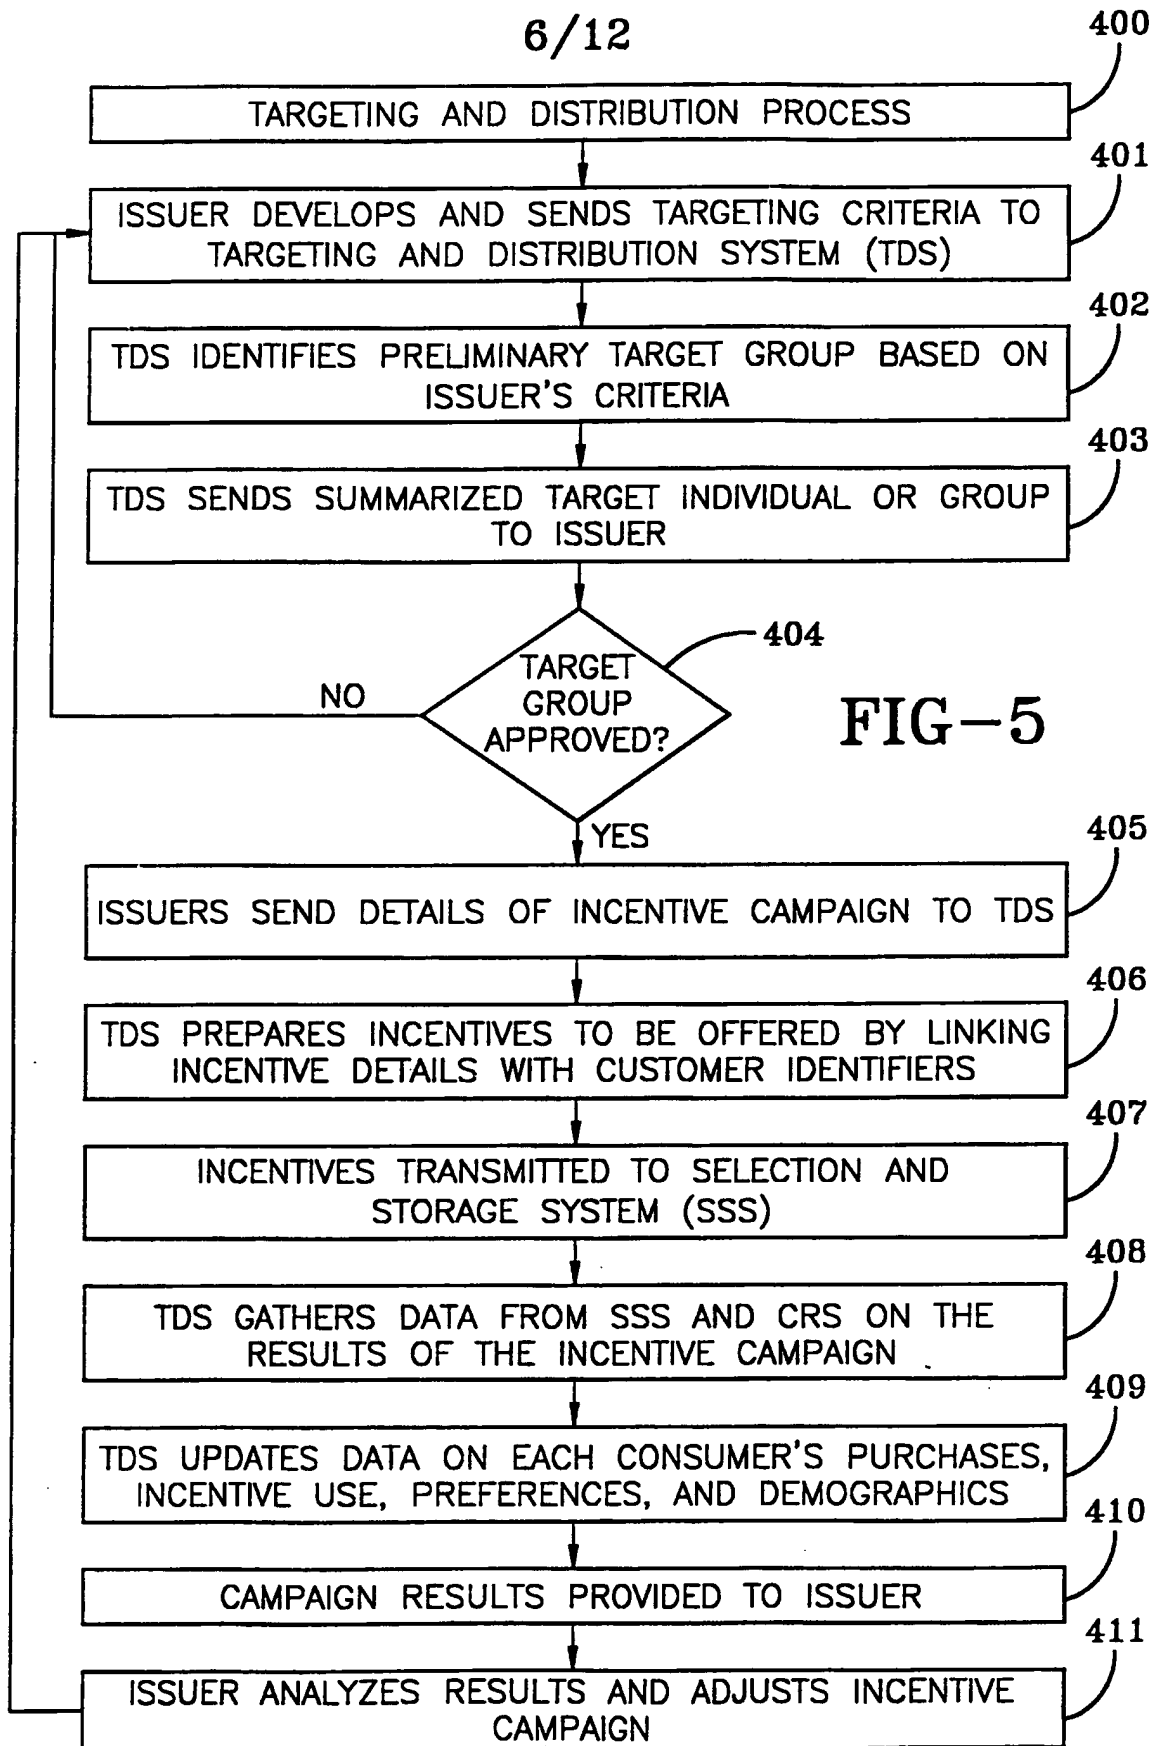 6/12
400
TARGETING AND DISTRIBUTION PROCESS
401
ISSUER DEVELOPS AND SENDS TARGETING CRITERIA TO
TARGETING AND DISTRIBUTION SYSTEM (TDS)
402
TDS IDENTIFIES PRELIMINARY TARGET GROUP BASED ON
ISSUER'S CRITERIA
403
TDS SENDS SUMMARIZED TARGET INDIVIDUAL OR GROUP
TO ISSUER
404
TARGET
GROUP
APPROVED?
NO
FIG-5
YES
405
ISSUERS SEND DETAILS OF INCENTIVE CAMPAIGN TO TDS
406
TDS PREPARES INCENTIVES TO BE OFFERED BY LINKING
INCENTIVE DETAILS WITH CUSTOMER IDENTIFIERS
407
INCENTIVES TRANSMITTED TO SELECTION AND
STORAGE SYSTEM (SSS)
408
TDS GATHERS DATA FROM SSS AND CRS ON THE
RESULTS OF THE INCENTIVE CAMPAIGN
409
TDS UPDATES DATA ON EACH CONSUMER'S PURCHASES,
INCENTIVE USE, PREFERENCES, AND DEMOGRAPHICS
410
CAMPAIGN RESULTS PROVIDED TO ISSUER
411
ISSUER ANALYZES RESULTS AND ADJUSTS INCENTIVE
CAMPAIGN